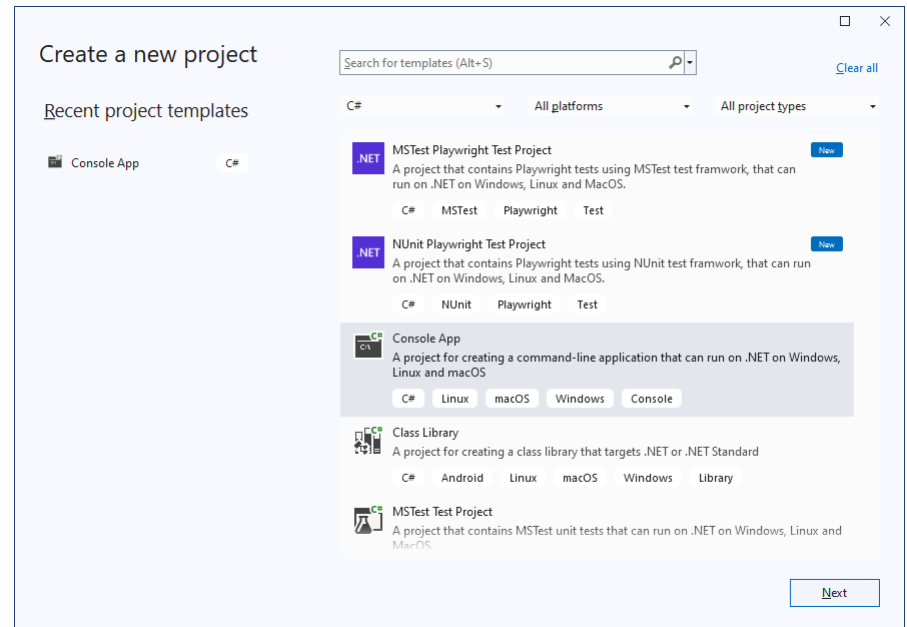 Create a new project
Search for templates (Alt+S)
Clear all
Recent project templates
C#
All platforms
All project types
Console App
C#
.NET
MSTest Playwright Test Project
New
A project that contains Playwright tests using MSTest test framwork, that can
run on .NET on Windows, Linux and MacOS.
C# MSTest Playwright Test
.NET
NUnit Playwright Test Project
New
A project that contains Playwright tests using NUnit test framwork, that can run
on .NET on Windows, Linux and MacOS.
C# NUnit Playwright Test
C#
C:\
Console App
A project for creating a command-line application that can run on .NET on Windows,
Linux and macOS
C# Linux macOS Windows Console
C#
Class Library
A project for creating a class library that targets .NET or .NET Standard
C# Android Linux macOS Windows Library
C#
MSTest Test Project
A project that contains MSTest unit tests that can run on .NET on Windows, Linux and
MacOS.
Next